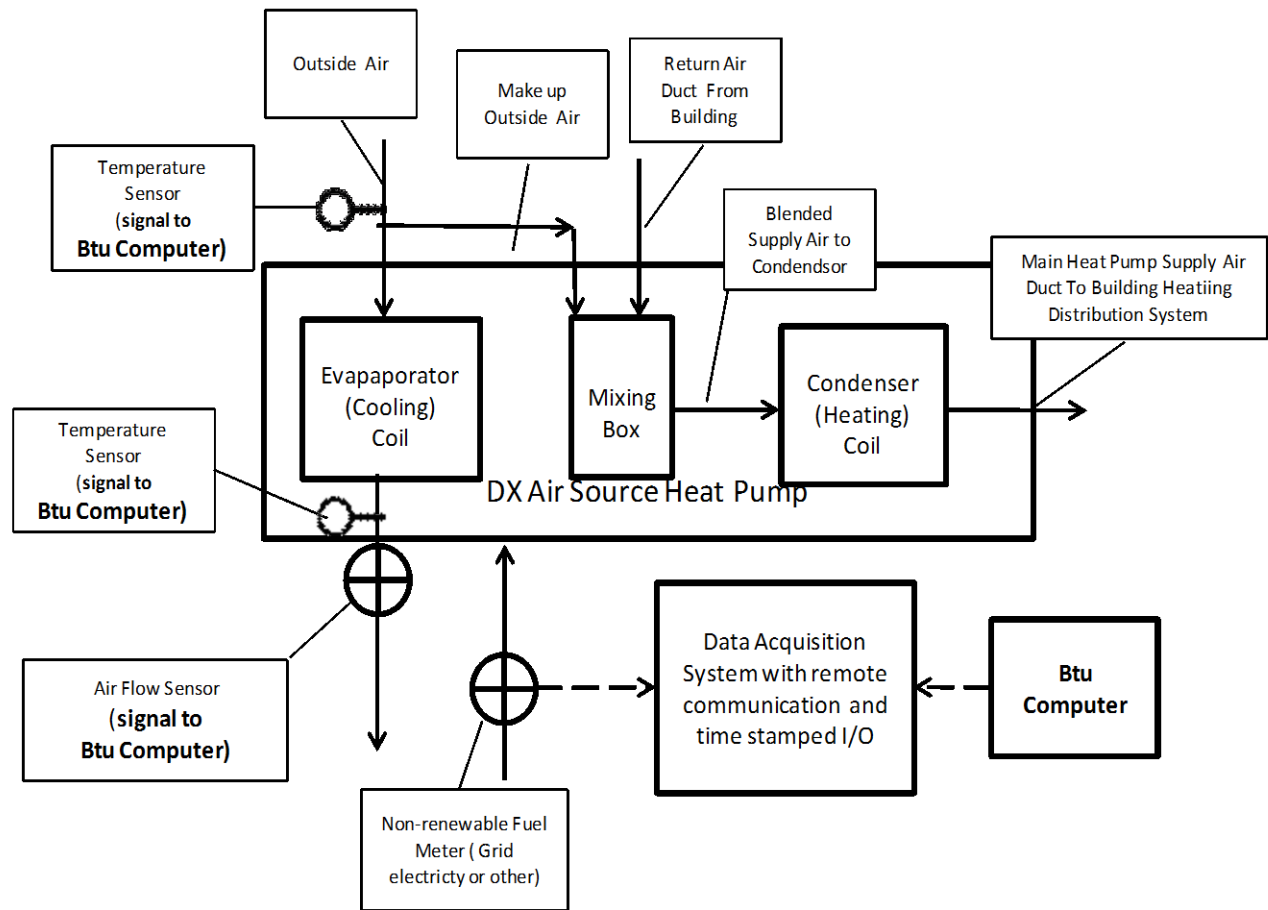 Outside Air
Make up
Outside Air
Return Air
Duct From
Building
Temperature
Sensor
(signal to
Btu Computer)
Blended
Supply Air to
Condendsor
Main Heat Pump Supply Air
Duct To Building Heatiing
Distribution System
Evapaporator
(Cooling)
Coil
Mixing
Box
Condenser
(Heating)
Coil
DX Air Source Heat Pump
Temperature
Sensor
(signal to
Btu Computer)
Air Flow Sensor
(signal to
Btu Computer)
Data Acquisition
System with remote
communication and
time stamped I/O
Btu
Computer
Non-renewable Fuel
Meter ( Grid
electricty or other)